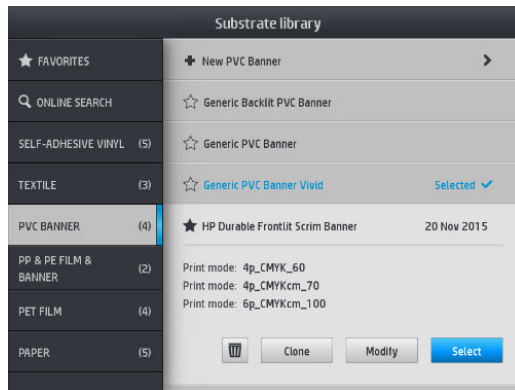 Substrate library
FAVORITES
ONLINE SEARCH
SELF-ADHESIVE VINYL (5)
TEXTILE (3)
PVC BANNER (4)
PP & PE FILM &
BANNER (2)
PET FILM (4)
PAPER (5)
New PVC Banner
Generic Backlit PVC Banner
Generic PVC Banner
Generic PVC Banner Vivid Selected
HP Durable Frontlit Scrim Banner 20 Nov 2015
Print mode: 4p_CMYK_60
Print mode: 4p_CMYKcm_70
Print mode: 6p_CMYKcm_100
Clone Modify Select